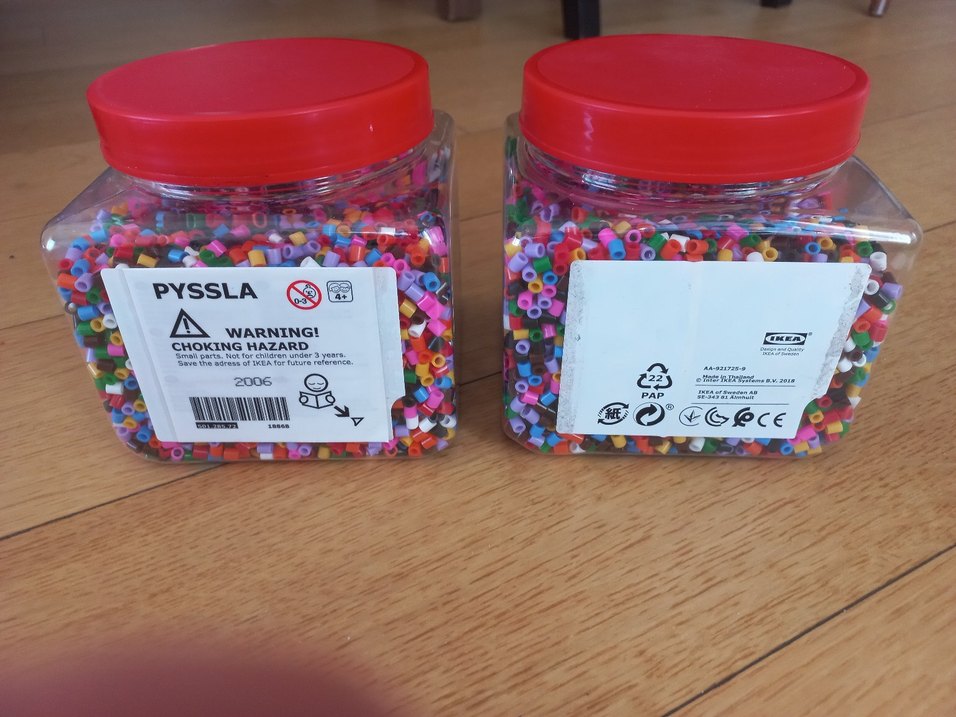 PYSSLA
0-3
4+
WARNING!
CHOKING HAZARD
Small parts. Not for children under 3 years.
Save the adress of IKEA for future reference.
2006
501.285.72
18868
IKEA®
Design and Quality
IKEA of Sweden
AA-921725-9
Made in Thailand
© Inter IKEA Systems B.V. 2018
IKEA of Sweden AB
SE-343 81 Älmhult
22
PAP
紙
®
CE